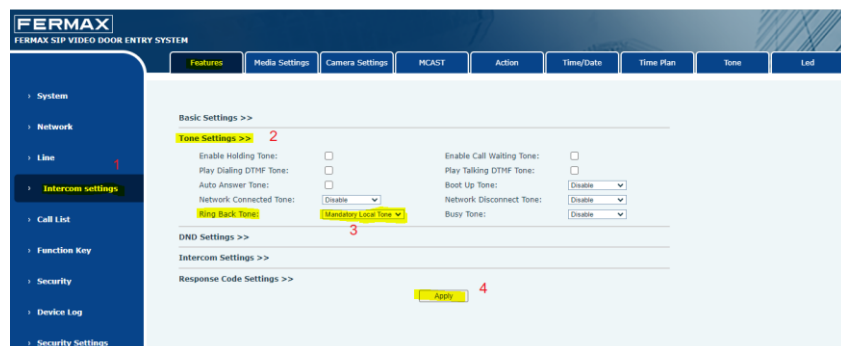 FERMAX
FERMAX SIP VIDEO DOOR ENTRY SYSTEM
Features Media Settings Camera Settings MCAST Action Time/Date Time Plan Tone Led
› System
› Network
› Line
1
› Intercom settings
› Call List
› Function Key
› Security
› Device Log
› Security Settings
Basic Settings >>
Tone Settings >> 2
Enable Holding Tone: Enable Call Waiting Tone:
Play Dialing DTMF Tone: Play Talking DTMF Tone:
Auto Answer Tone: Boot Up Tone: Disable
Network Connected Tone: Disable Network Disconnect Tone: Disable
Ring Back Tone: Mandatory Local Tone Busy Tone: Disable
3
DND Settings >>
Intercom Settings >>
Response Code Settings >>
Apply 4